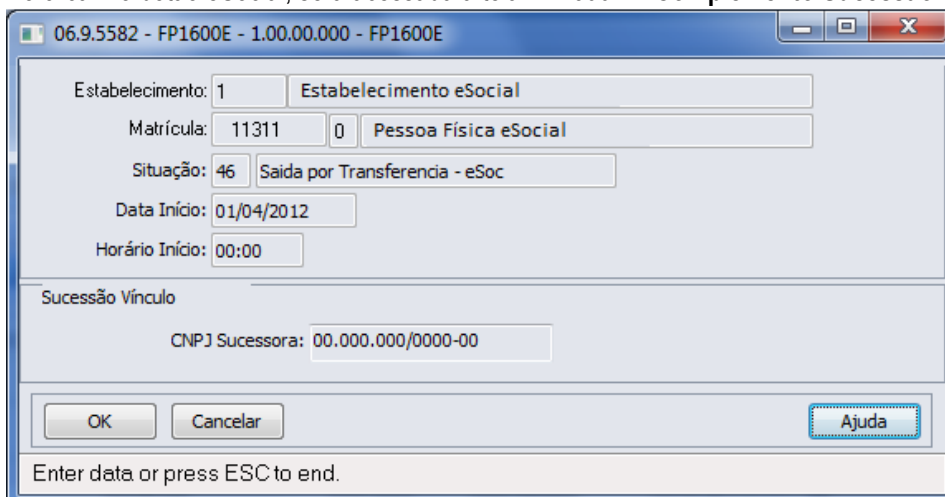 06.9.5582 - FP1600E - 1.00.00.000 - FP1600E
Estabelecimento: 1 Estabelecimento eSocial
Matrícula: 11311 0 Pessoa Física eSocial
Situação: 46 Saida por Transferencia - eSoc
Data Início: 01/04/2012
Horário Início: 00:00
Sucessão Vínculo
CNPJ Sucessora: 00.000.000/0000-00
OK Cancelar Ajuda
Enter data or press ESC to end.